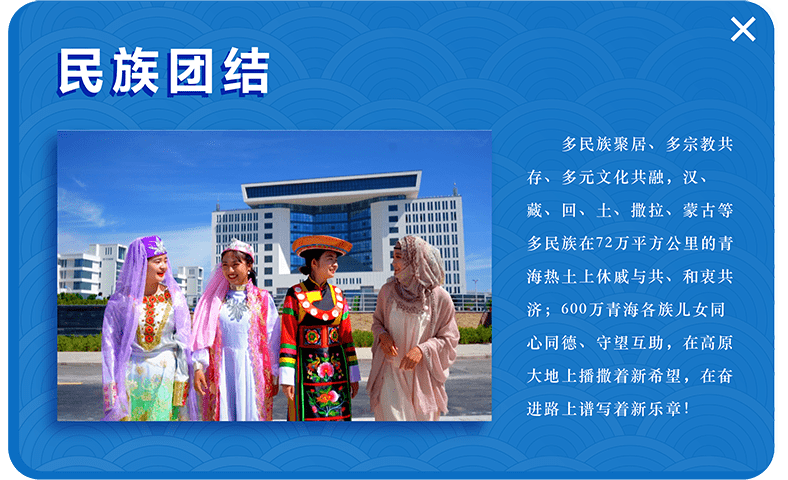 民族团结
多民族聚居、多宗教共
存、多元文化共融，汉、
藏、回、土、撒拉、蒙古等
多民族在72万平方公里的青
海热土上休戚与共、和衷共
济；600万青海各族儿女同
心同德、守望互助，在高原
大地上播撒着新希望，在奋
进路上谱写着新乐章！